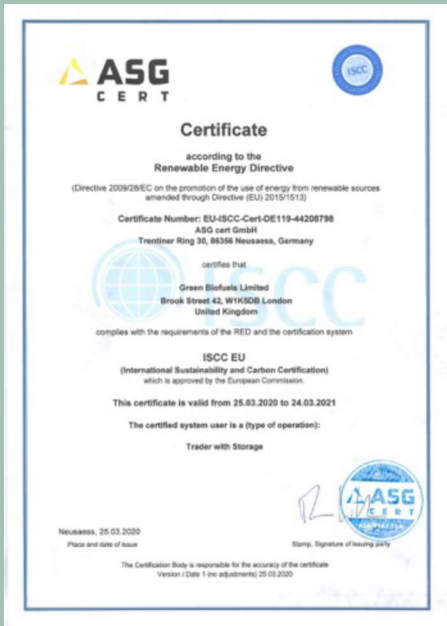 ASG
CERT
ISCC
Certificate
according to the
Renewable Energy Directive
(Directive 2009/28/EC on the promotion of the use of energy from renewable sources
amended through Directive (EU) 2015/1513)
Certificate Number: EU-ISCC-Cert-DE119-44208798
ASG cert GmbH
Trentiner Ring 30, 86356 Neusaess, Germany
certifies that
ISCC
Green Biofuels Limited
Brook Street 42, W1K5DB London
United Kingdom
complies with the requirements of the RED and the certification system
ISCC EU
(International Sustainability and Carbon Certification)
which is approved by the European Commission.
This certificate is valid from 25.03.2020 to 24.03.2021
The certified system user is a (type of operation):
Trader with Storage
ASG
CERT
Neusaess, 25.03.2020
Place and date of issue
Stamp, Signature of issuing party
The Certification Body is responsible for the accuracy of the certificate
Version / Date 1 (no adjustments) 25.03.2020